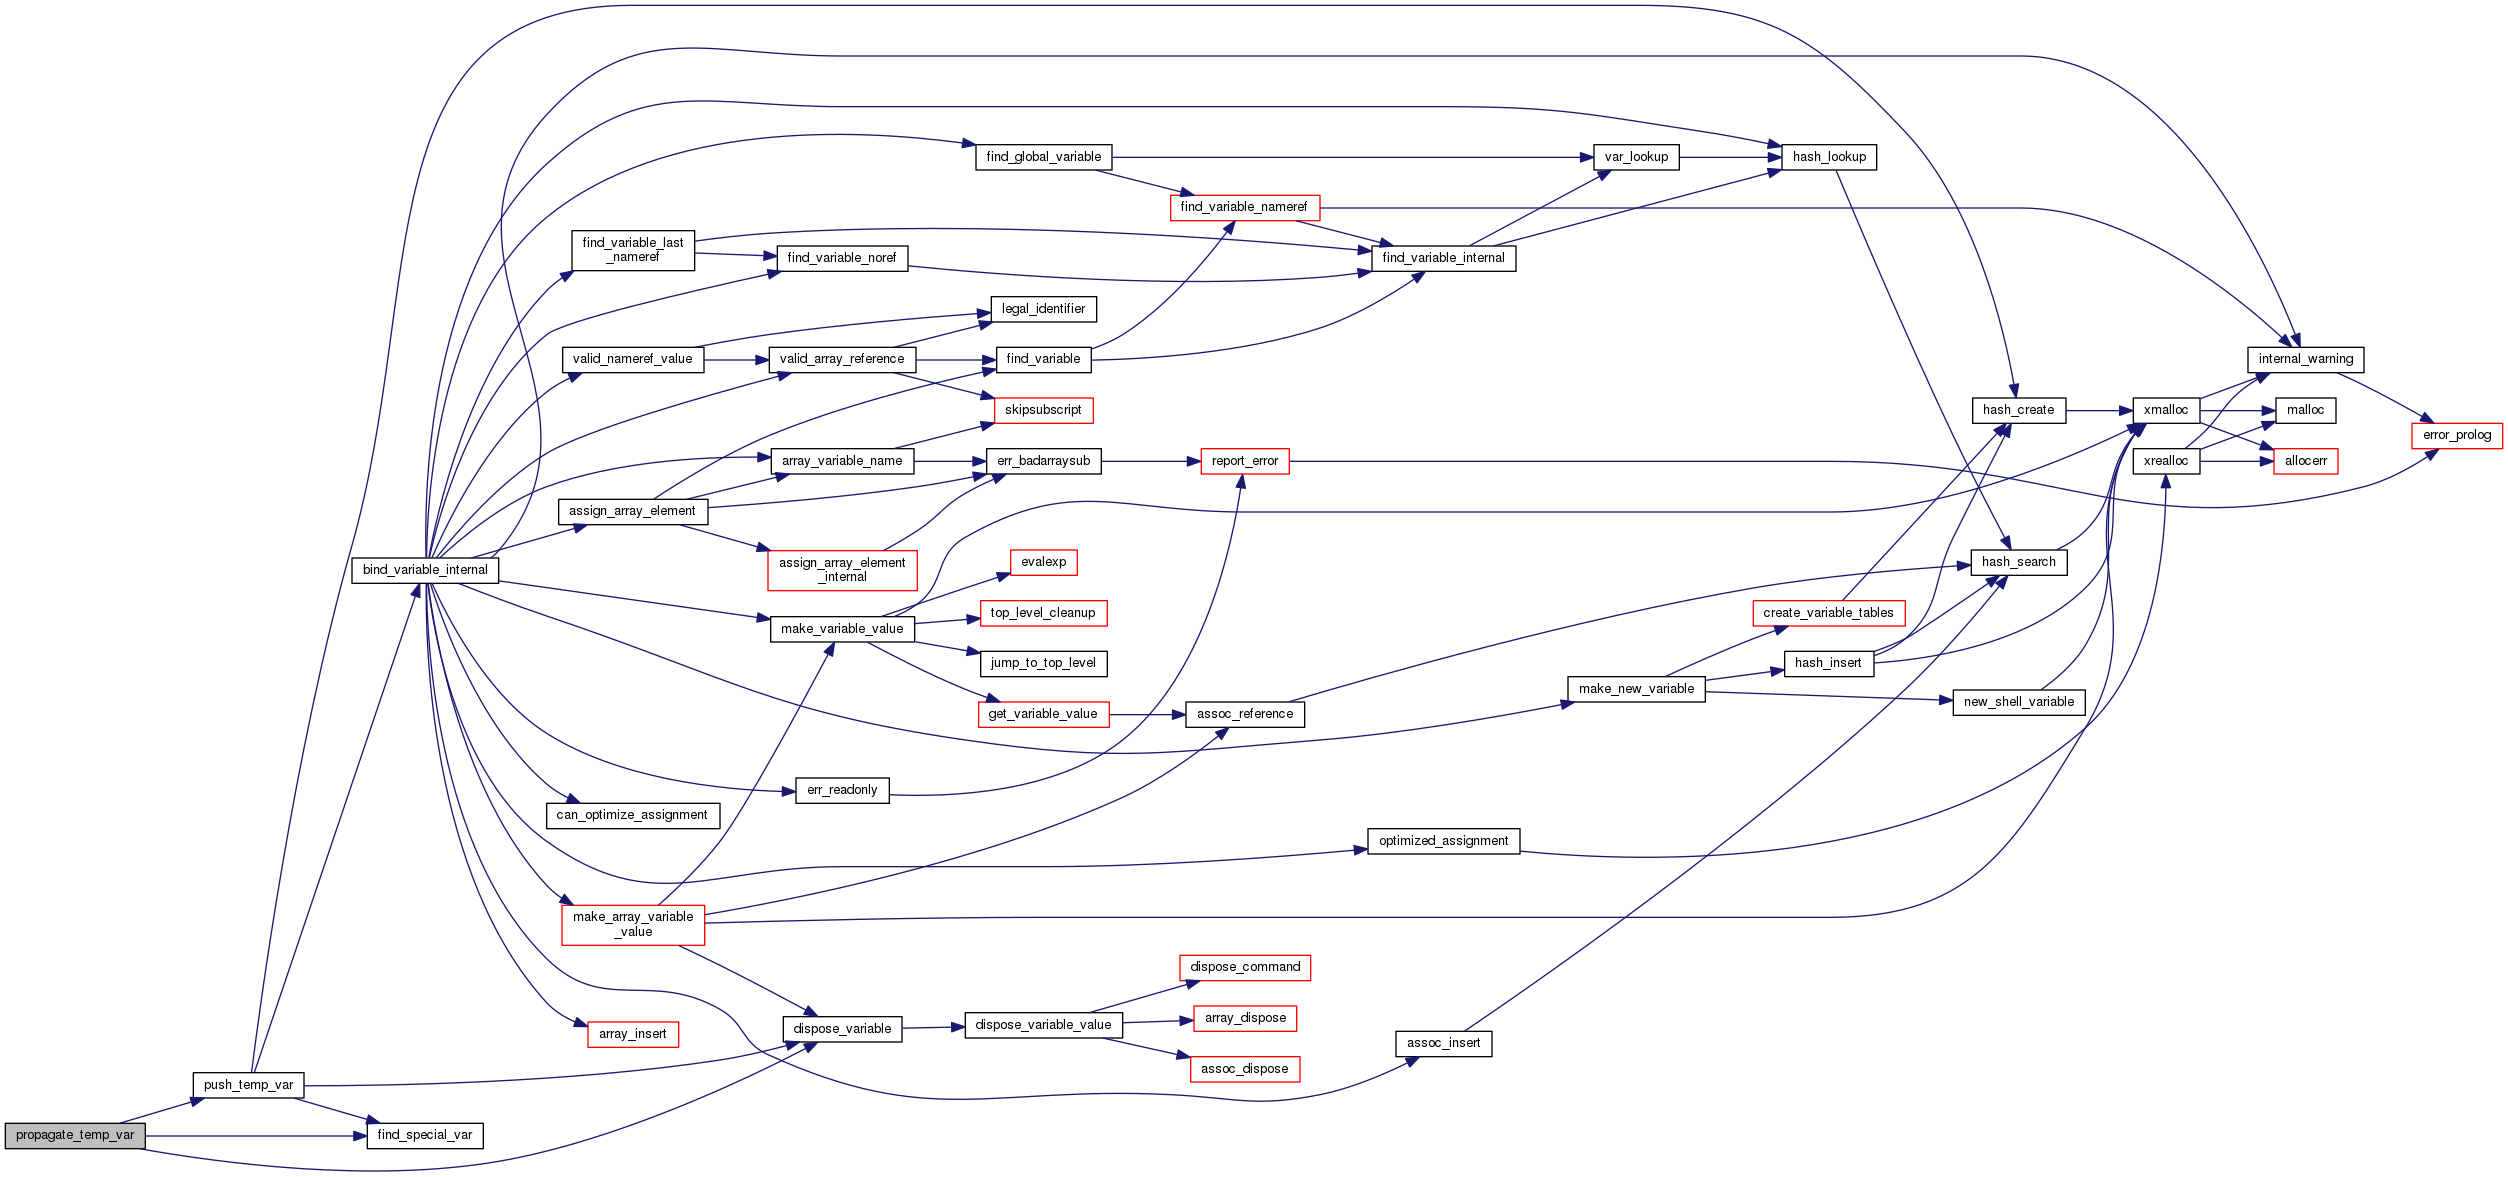 find_global_variable
var_lookup
hash_lookup
find_variable_nameref
find_variable_last
_nameref
find_variable_noref
find_variable_internal
legal_identifier
valid_nameref_value
valid_array_reference
find_variable
internal_warning
skipsubscript
hash_create
xmalloc
malloc
error_prolog
array_variable_name
err_badarraysub
report_error
xrealloc
allocerr
assign_array_element
bind_variable_internal
assign_array_element
_internal
evalexp
hash_search
top_level_cleanup
create_variable_tables
make_variable_value
jump_to_top_level
hash_insert
make_new_variable
new_shell_variable
get_variable_value
assoc_reference
err_readonly
can_optimize_assignment
optimized_assignment
make_array_variable
_value
dispose_command
array_insert
dispose_variable
dispose_variable_value
array_dispose
assoc_insert
assoc_dispose
push_temp_var
propagate_temp_var
find_special_var